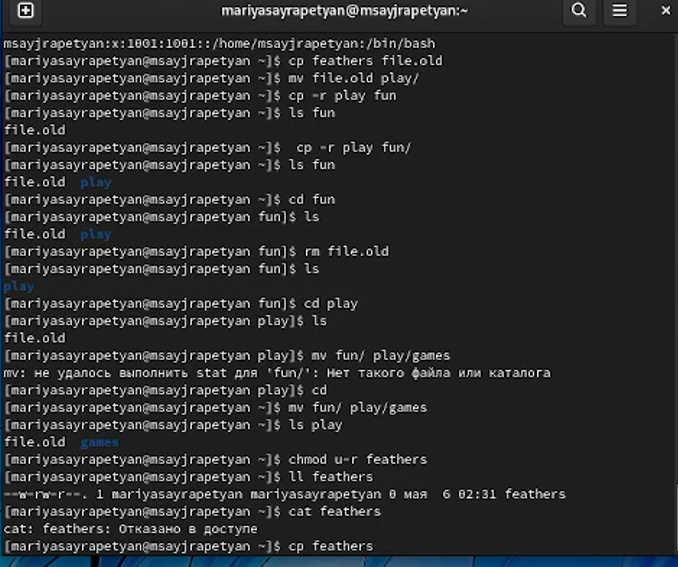 mariyasayrapetyan@msayjrapetyan:~
msayjrapetyan:x:1001:1001::/home/msayjrapetyan:/bin/bash
[mariyasayrapetyan@msayjrapetyan ~]$ cp feathers file.old
[mariyasayrapetyan@msayjrapetyan ~]$ mv file.old play/
[mariyasayrapetyan@msayjrapetyan ~]$ cp -r play fun
[mariyasayrapetyan@msayjrapetyan ~]$ ls fun
file.old
[mariyasayrapetyan@msayjrapetyan ~]$  cp -r play fun/
[mariyasayrapetyan@msayjrapetyan ~]$ ls fun
file.old  play
[mariyasayrapetyan@msayjrapetyan ~]$ cd fun
[mariyasayrapetyan@msayjrapetyan fun]$ ls
file.old  play
[mariyasayrapetyan@msayjrapetyan fun]$ rm file.old
[mariyasayrapetyan@msayjrapetyan fun]$ ls
play
[mariyasayrapetyan@msayjrapetyan fun]$ cd play
[mariyasayrapetyan@msayjrapetyan play]$ ls
file.old
[mariyasayrapetyan@msayjrapetyan play]$ mv fun/ play/games
mv: не удалось выполнить stat для 'fun/': Нет такого файла или каталога
[mariyasayrapetyan@msayjrapetyan play]$ cd
[mariyasayrapetyan@msayjrapetyan ~]$ mv fun/ play/games
[mariyasayrapetyan@msayjrapetyan ~]$ ls play
file.old  games
[mariyasayrapetyan@msayjrapetyan ~]$ chmod u-r feathers
[mariyasayrapetyan@msayjrapetyan ~]$ ll feathers
--w-rw-r--. 1 mariyasayrapetyan mariyasayrapetyan 0 мая  6 02:31 feathers
[mariyasayrapetyan@msayjrapetyan ~]$ cat feathers
cat: feathers: Отказано в доступе
[mariyasayrapetyan@msayjrapetyan ~]$ cp feathers